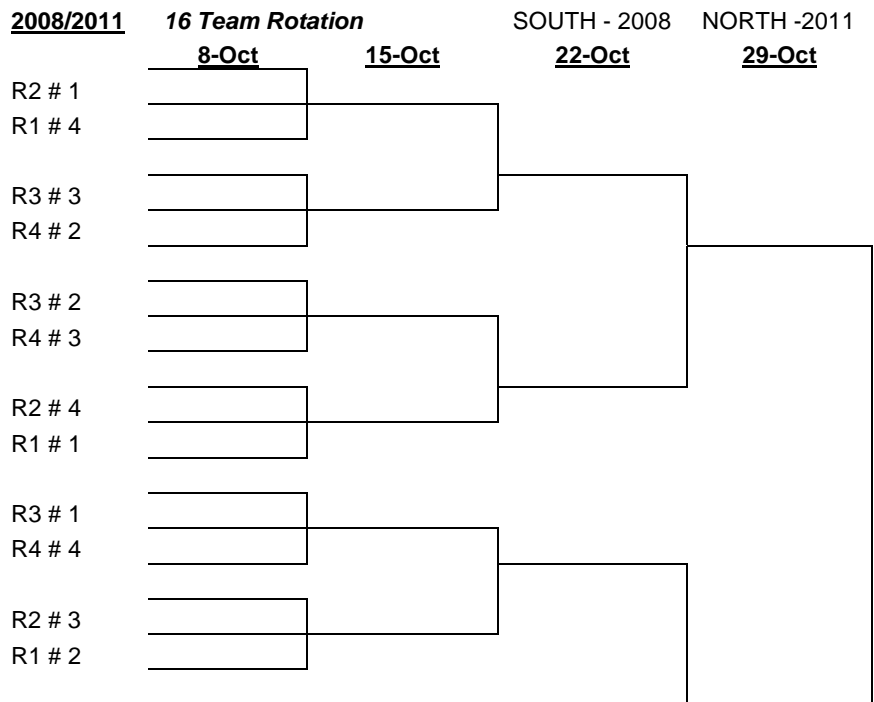 2008/2011 16 Team Rotation SOUTH - 2008 NORTH -2011
8-Oct 15-Oct 22-Oct 29-Oct
R2 # 1
R1 # 4
R3 # 3
R4 # 2
R3 # 2
R4 # 3
R2 # 4
R1 # 1
R3 # 1
R4 # 4
R2 # 3
R1 # 2